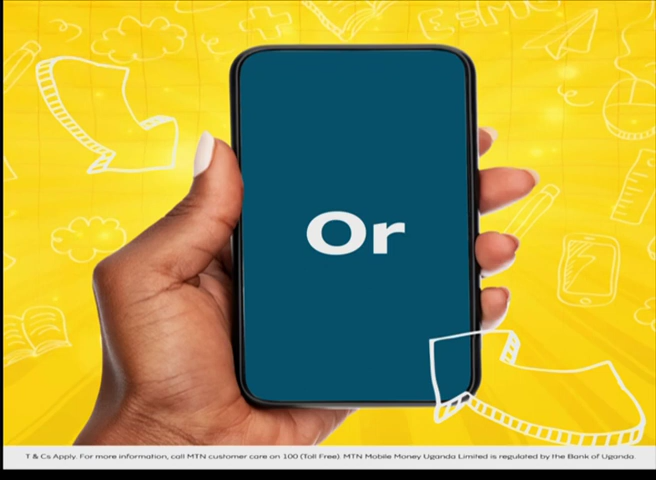 E=MC
Or
T & Cs Apply. For more information, call MTN customer care on 100 (Toll Free). MTN Mobile Money Uganda Limited is regulated by the Bank of Uganda.